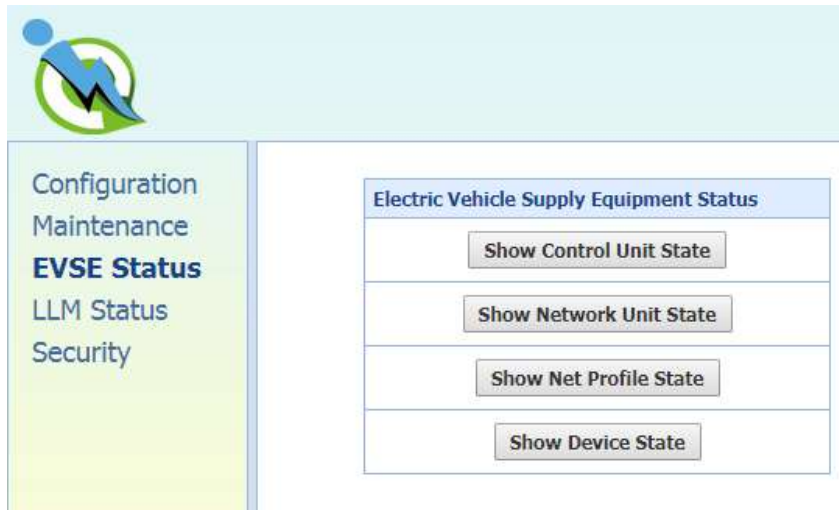 Configuration
Maintenance
EVSE Status
LLM Status
Security
Electric Vehicle Supply Equipment Status
Show Control Unit State
Show Network Unit State
Show Net Profile State
Show Device State